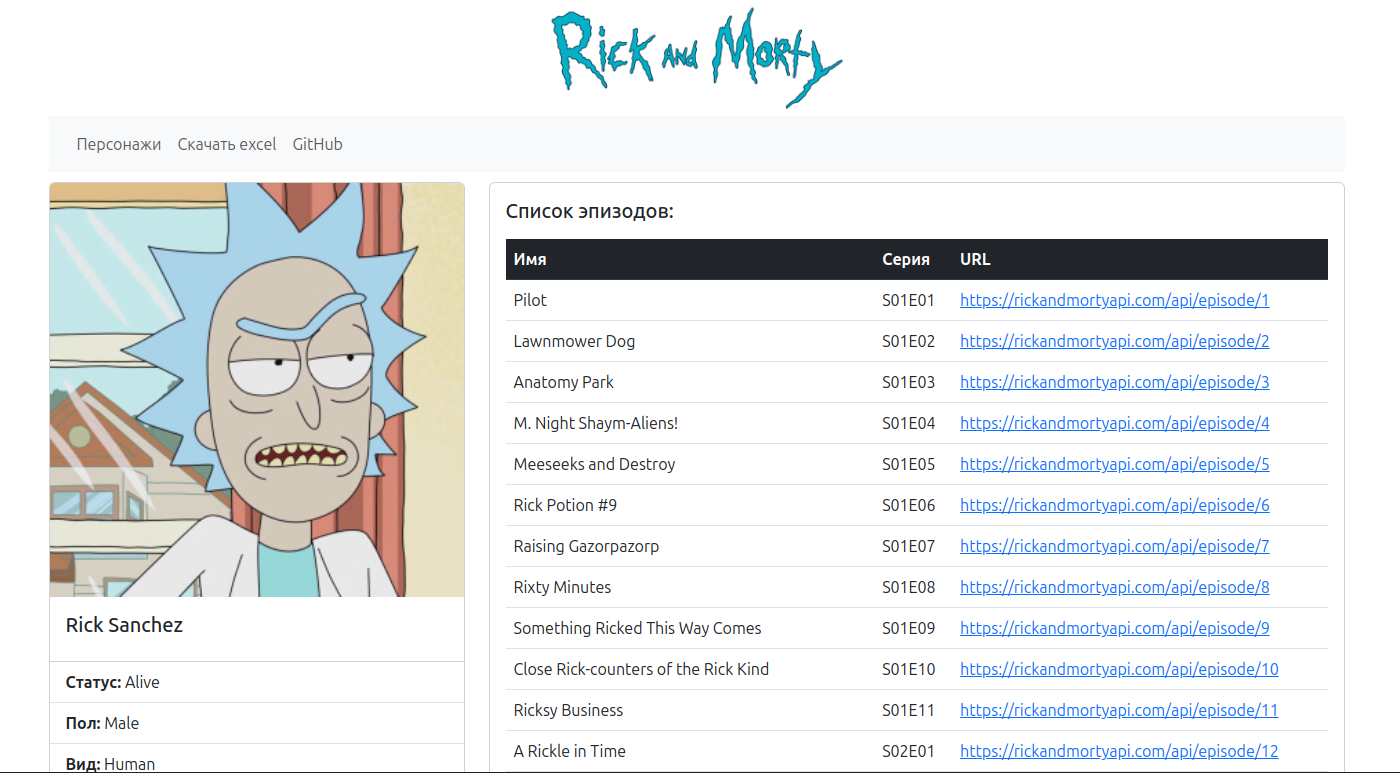 Rick and Morty
Персонажи Скачать excel GitHub
Rick Sanchez
Статус: Alive
Пол: Male
Вид: Human
Список эпизодов:
Имя Серия URL
Pilot S01E01 https://rickandmortyapi.com/api/episode/1
Lawnmower Dog S01E02 https://rickandmortyapi.com/api/episode/2
Anatomy Park S01E03 https://rickandmortyapi.com/api/episode/3
M. Night Shaym-Aliens! S01E04 https://rickandmortyapi.com/api/episode/4
Meeseeks and Destroy S01E05 https://rickandmortyapi.com/api/episode/5
Rick Potion #9 S01E06 https://rickandmortyapi.com/api/episode/6
Raising Gazorpazorp S01E07 https://rickandmortyapi.com/api/episode/7
Rixty Minutes S01E08 https://rickandmortyapi.com/api/episode/8
Something Ricked This Way Comes S01E09 https://rickandmortyapi.com/api/episode/9
Close Rick-counters of the Rick Kind S01E10 https://rickandmortyapi.com/api/episode/10
Ricksy Business S01E11 https://rickandmortyapi.com/api/episode/11
A Rickle in Time S02E01 https://rickandmortyapi.com/api/episode/12